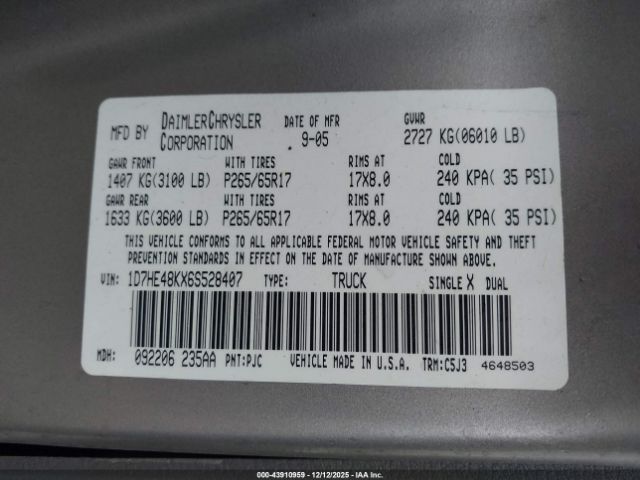 MFD BY DAIMLERCHRYSLER CORPORATION DATE OF MFR 9-05 GVWR 2727 KG(06010 LB)
GAWR FRONT WITH TIRES RIMS AT COLD
1407 KG(3100 LB) P265/65R17 17X8.0 240 KPA( 35 PSI)
GAWR REAR WITH TIRES RIMS AT COLD
1633 KG(3600 LB) P265/65R17 17X8.0 240 KPA( 35 PSI)
THIS VEHICLE CONFORMS TO ALL APPLICABLE FEDERAL MOTOR VEHICLE SAFETY AND THEFT
PREVENTION STANDARDS IN EFFECT ON THE DATE OF MANUFACTURE SHOWN ABOVE.
VIN: 1D7HE48KX6S528407 TYPE: TRUCK SINGLE X DUAL
MDH: 092206 235AA PNT:PJC VEHICLE MADE IN U.S.A. TRM:C5J3 4648503
000-43910959 - 12/12/2025 - IAA Inc.